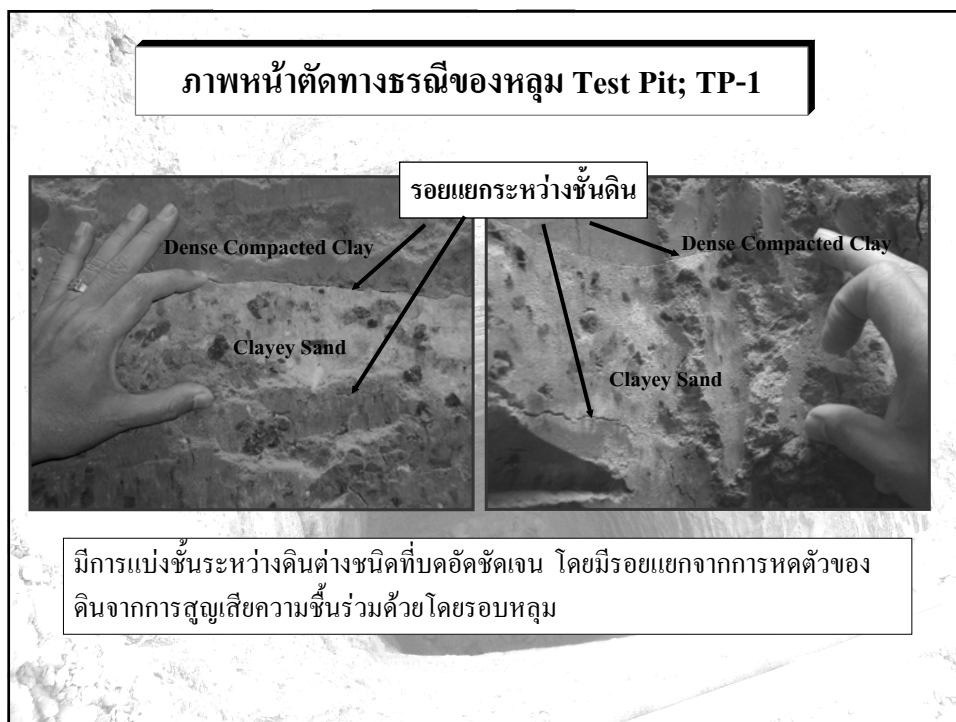 ภาพหน้าตัดทางธรณีของหลุม Test Pit; TP-1
รอยแยกระหว่างชั้นดิน
Dense Compacted Clay
Clayey Sand
Dense Compacted Clay
Clayey Sand
มีการแบ่งชั้นระหว่างดินต่างชนิดที่บดอัดชัดเจน โดยมีรอยแยกจากการหดตัวของ
ดินจากการสูญเสียความชื้นร่วมด้วยโดยรอบหลุม